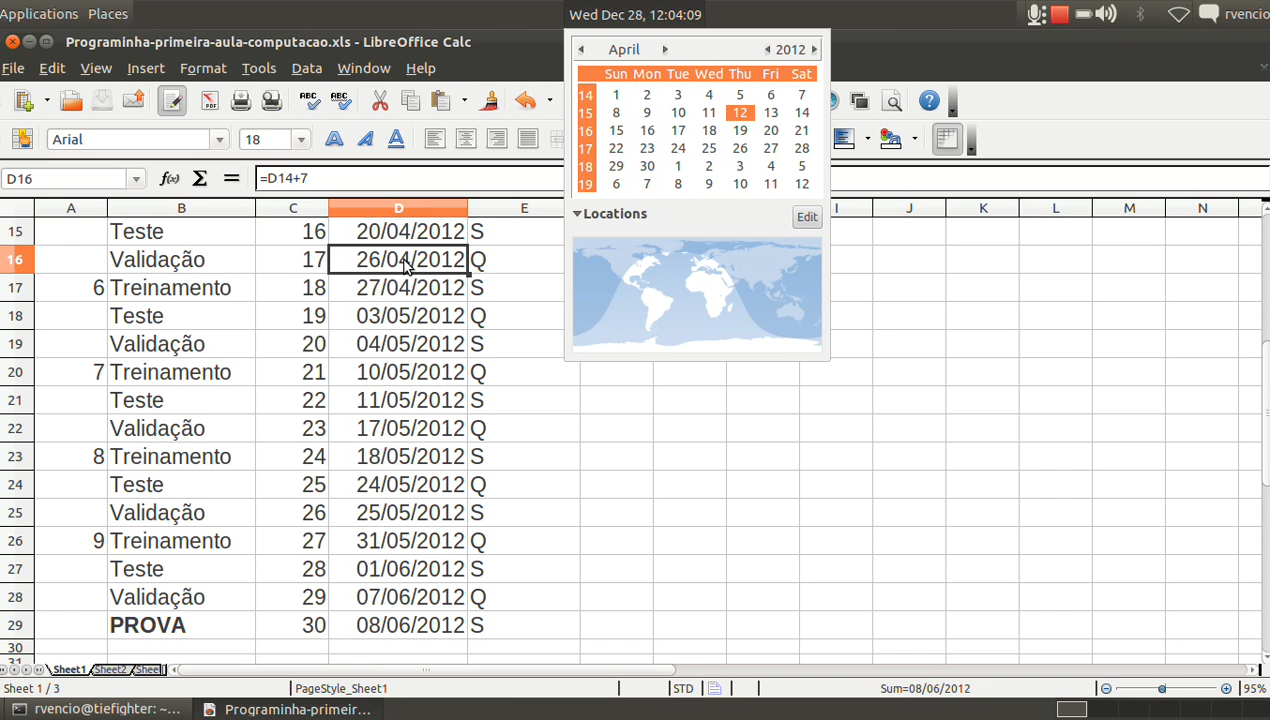 Applications Places
Wed Dec 28, 12:04:09
rvencio
Programinha-primeira-aula-computacao.xls - LibreOffice Calc
File Edit View Insert Format Tools Data Window Help
Arial 18
D16 =D14+7
April 2012
Sun Mon Tue Wed Thu Fri Sat
14 1 2 3 4 5 6 7
15 8 9 10 11 12 13 14
16 15 16 17 18 19 20 21
17 22 23 24 25 26 27 28
18 29 30 1 2 3 4 5
19 6 7 8 9 10 11 12
Locations Edit
A B C D E I J K L M N
15 Teste 16 20/04/2012 S
16 Validação 17 26/04/2012 Q
17 6 Treinamento 18 27/04/2012 S
18 Teste 19 03/05/2012 Q
19 Validação 20 04/05/2012 S
20 7 Treinamento 21 10/05/2012 Q
21 Teste 22 11/05/2012 S
22 Validação 23 17/05/2012 Q
23 8 Treinamento 24 18/05/2012 S
24 Teste 25 24/05/2012 Q
25 Validação 26 25/05/2012 S
26 9 Treinamento 27 31/05/2012 Q
27 Teste 28 01/06/2012 S
28 Validação 29 07/06/2012 Q
29 PROVA 30 08/06/2012 S
30
31
Sheet1 Sheet2 Sheet
Sheet 1 / 3 PageStyle_Sheet1 STD Sum=08/06/2012 95%
rvencio@tiefighter: ~... Programinha-primeir...